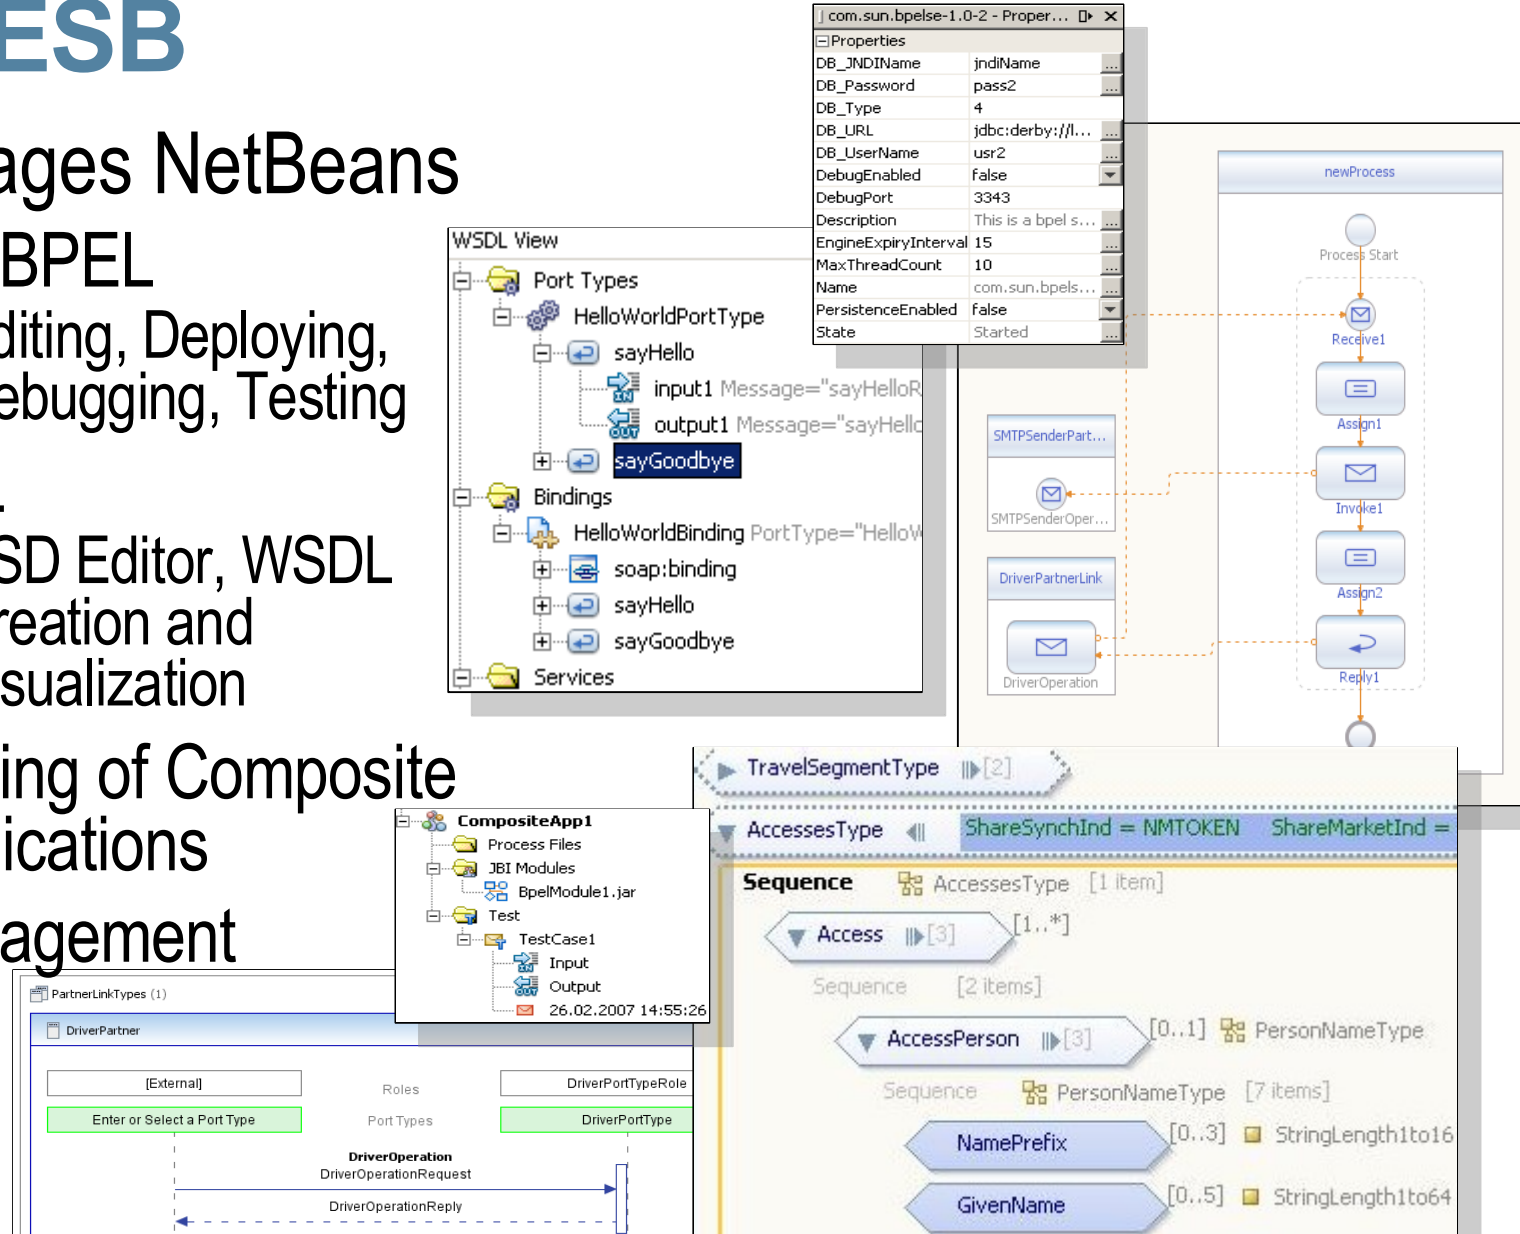 ESB
ages NetBeans
BPEL
diting, Deploying,
ebugging, Testing
SD Editor, WSDL
reation and
sualization
ing of Composite
ications
agement
com.sun.bpelse-1.0-2 - Proper...
Properties
DB_JNDIName jndiName ...
DB_Password pass2 ...
DB_Type 4
DB_URL jdbc:derby://l... ...
DB_UserName usr2 ...
DebugEnabled false
DebugPort 3343
Description This is a bpel s... ...
EngineExpiryInterval 15 ...
MaxThreadCount 10 ...
Name com.sun.bpels... ...
PersistenceEnabled false
State Started ...
WSDL View
Port Types
HelloWorldPortType
sayHello
IN input1 Message="sayHelloR
OUT output1 Message="sayHello
sayGoodbye
Bindings
HelloWorldBinding PortType="HelloW
soap:binding
sayHello
sayGoodbye
Services
newProcess
Process Start
Receive1
Assign1
Invoke1
Assign2
Reply1
SMTPSenderPart...
SMTPSenderOper...
DriverPartnerLink
DriverOperation
CompositeApp1
Process Files
JBI Modules
BpelModule1.jar
Test
TestCase1
IN Input
OUT Output
26.02.2007 14:55:26
PartnerLinkTypes (1)
DriverPartner
[External] Roles DriverPortTypeRole
Enter or Select a Port Type Port Types DriverPortType
DriverOperation
DriverOperationRequest
DriverOperationReply
TravelSegmentType [2]
AccessesType ShareSynchInd = NMTOKEN ShareMarketInd =
Sequence AccessesType [1 item]
Access [3] [1..*]
Sequence [2 items]
AccessPerson [3] [0..1] PersonNameType
Sequence PersonNameType [7 items]
NamePrefix [0..3] StringLength1to16
GivenName [0..5] StringLength1to64